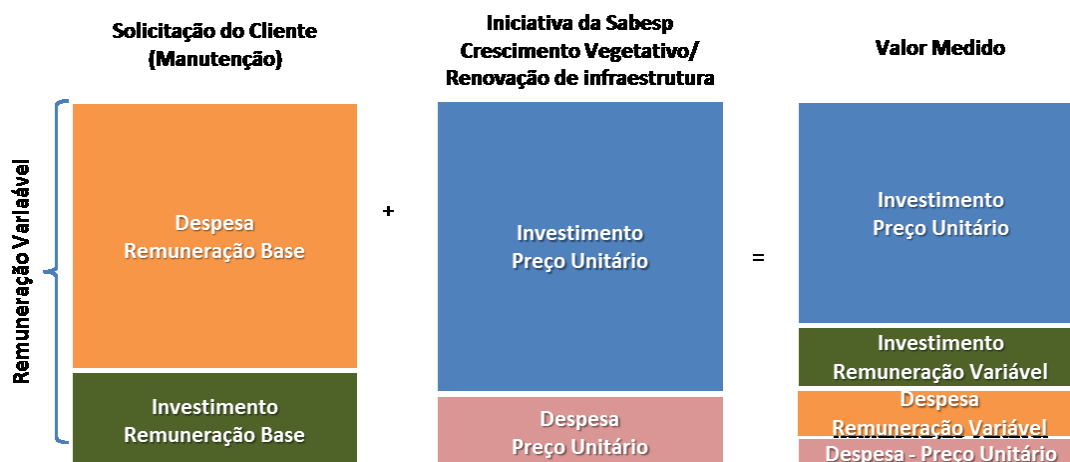 Solicitação do Cliente
(Manutenção)
Iniciativa da Sabesp
Crescimento Vegetativo/
Renovação de infraestrutura
Valor Medido
Remuneração Variaável
Despesa
Remuneração Base
Investimento
Remuneração Base
+
Investimento
Preço Unitário
Despesa
Preço Unitário
=
Investimento
Preço Unitário
Investimento
Remuneração Variável
Despesa
Remuneração Variável
Despesa - Preço Unitário